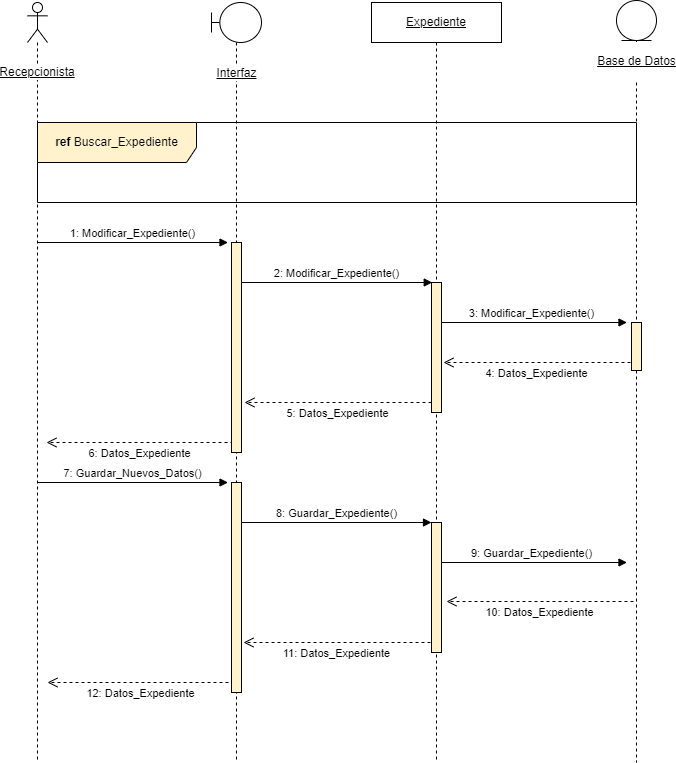 Expediente
Base de Datos
Recepcionista
Interfaz
ref Buscar_Expediente
1: Modificar_Expediente()
2: Modificar_Expediente()
3: Modificar_Expediente()
4: Datos_Expediente
5: Datos_Expediente
6: Datos_Expediente
7: Guardar_Nuevos_Datos()
8: Guardar_Expediente()
9: Guardar_Expediente()
10: Datos_Expediente
11: Datos_Expediente
12: Datos_Expediente